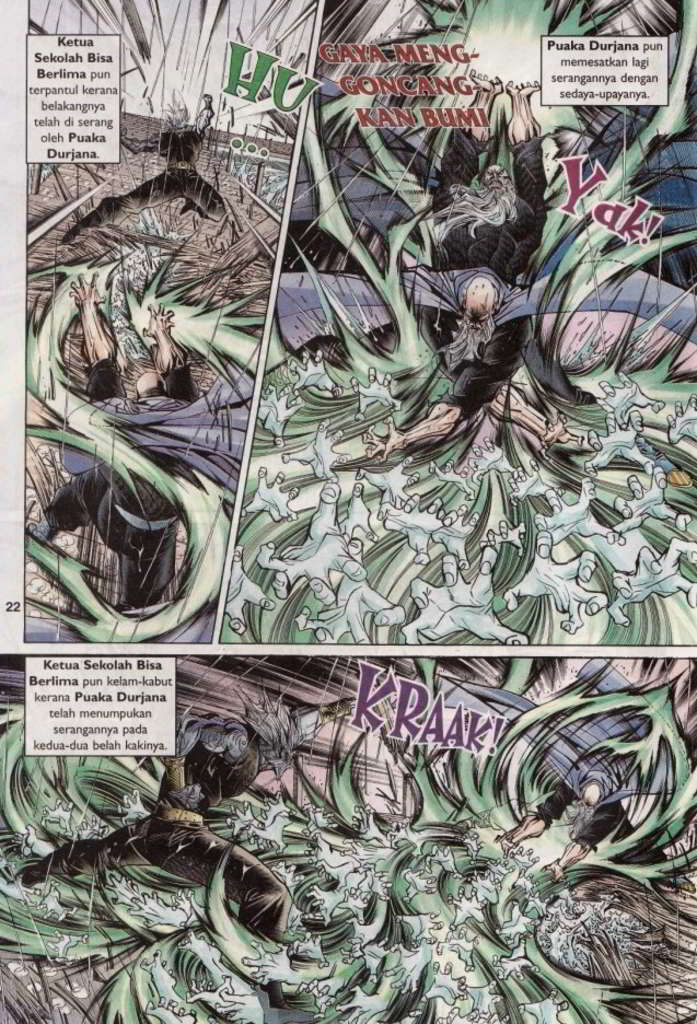 Ketua
Sekolah Bisa
Berlima pun
terpantul kerana
belakangnya
telah di serang
oleh Puaka
Durjana.
HU
GAYA MENG-
GONCANG-
KAN BUMI
Puaka Durjana pun
memesatkan lagi
serangannya dengan
sedaya-upayanya.
Yak!
22
Ketua Sekolah Bisa
Berlima pun kelam-kabut
kerana Puaka Durjana
telah menumpukan
serangannya pada
kedua-dua belah kakinya.
KRAAK!